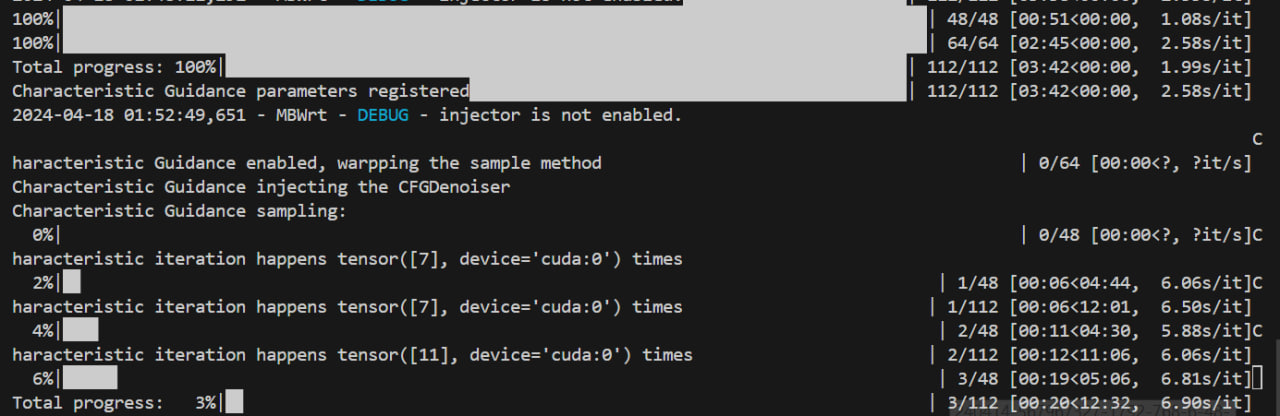 100%| | 48/48 [00:51<00:00, 1.08s/it]
100%| | 64/64 [02:45<00:00, 2.58s/it]
Total progress: 100%| | 112/112 [03:42<00:00, 1.99s/it]
Characteristic Guidance parameters registered | 112/112 [03:42<00:00, 2.58s/it]
2024-04-18 01:52:49,651 - MBWrt - DEBUG - injector is not enabled.
C
haracteristic Guidance enabled, warpping the sample method | 0/64 [00:00<?, ?it/s]
Characteristic Guidance injecting the CFGDenoiser
Characteristic Guidance sampling:
0%| | 0/48 [00:00<?, ?it/s]C
haracteristic iteration happens tensor([7], device='cuda:0') times
2%| | 1/48 [00:06<04:44, 6.06s/it]C
haracteristic iteration happens tensor([7], device='cuda:0') times | 1/112 [00:06<12:01, 6.50s/it]
4%| | 2/48 [00:11<04:30, 5.88s/it]C
haracteristic iteration happens tensor([11], device='cuda:0') times | 2/112 [00:12<11:06, 6.06s/it]
6%| | 3/48 [00:19<05:06, 6.81s/it]
Total progress: 3%| | 3/112 [00:20<12:32, 6.90s/it]